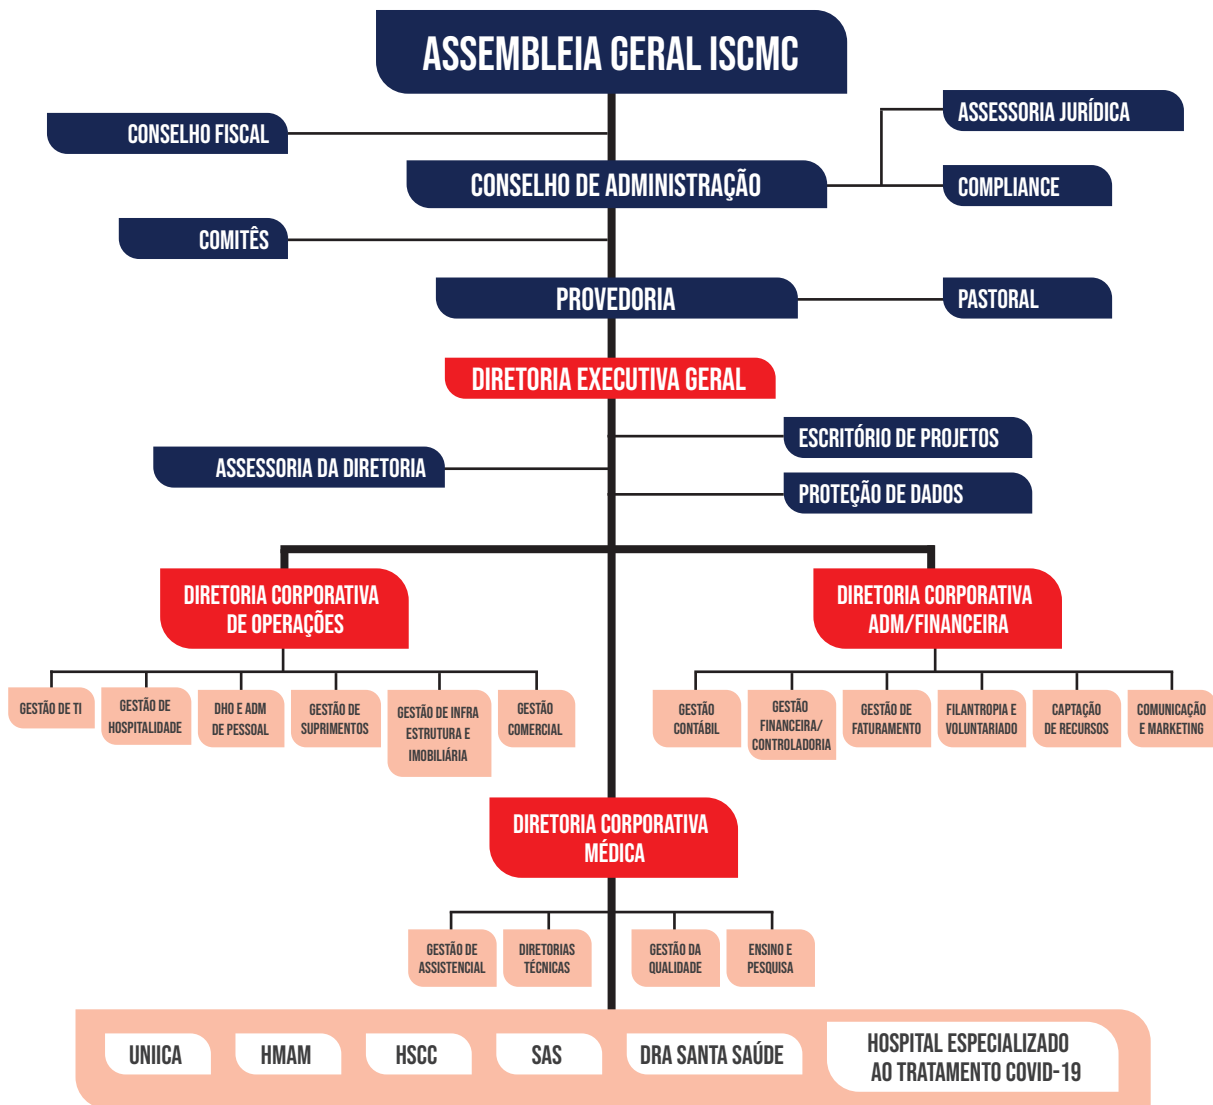 ASSEMBLEIA GERAL ISCMC
ASSESSORIA JURÍDICA
CONSELHO FISCAL
CONSELHO DE ADMINISTRAÇÃO
COMPLIANCE
COMITÊS
PROVEDORIA
PASTORAL
DIRETORIA EXECUTIVA GERAL
ESCRITÓRIO DE PROJETOS
ASSESSORIA DA DIRETORIA
PROTEÇÃO DE DADOS
DIRETORIA CORPORATIVA
DE OPERAÇÕES
DIRETORIA CORPORATIVA
ADM/FINANCEIRA
GESTÃO DE TI
GESTÃO DE
HOSPITALIDADE
DHO E ADM
DE PESSOAL
GESTÃO DE
SUPRIMENTOS
GESTÃO DE INFRA
ESTRUTURA E
IMOBILIÁRIA
GESTÃO
COMERCIAL
GESTÃO
CONTÁBIL
GESTÃO
FINANCEIRA/
CONTROLADORIA
GESTÃO DE
FATURAMENTO
FILANTROPIA E
VOLUNTARIADO
CAPTAÇÃO
DE RECURSOS
COMUNICAÇÃO
E MARKETING
DIRETORIA CORPORATIVA
MÉDICA
GESTÃO DE
ASSISTENCIAL
DIRETORIAS
TÉCNICAS
GESTÃO DA
QUALIDADE
ENSINO E
PESQUISA
UNIICA
HMAM
HSCC
SAS
DRA SANTA SAÚDE
HOSPITAL ESPECIALIZADO
AO TRATAMENTO COVID-19